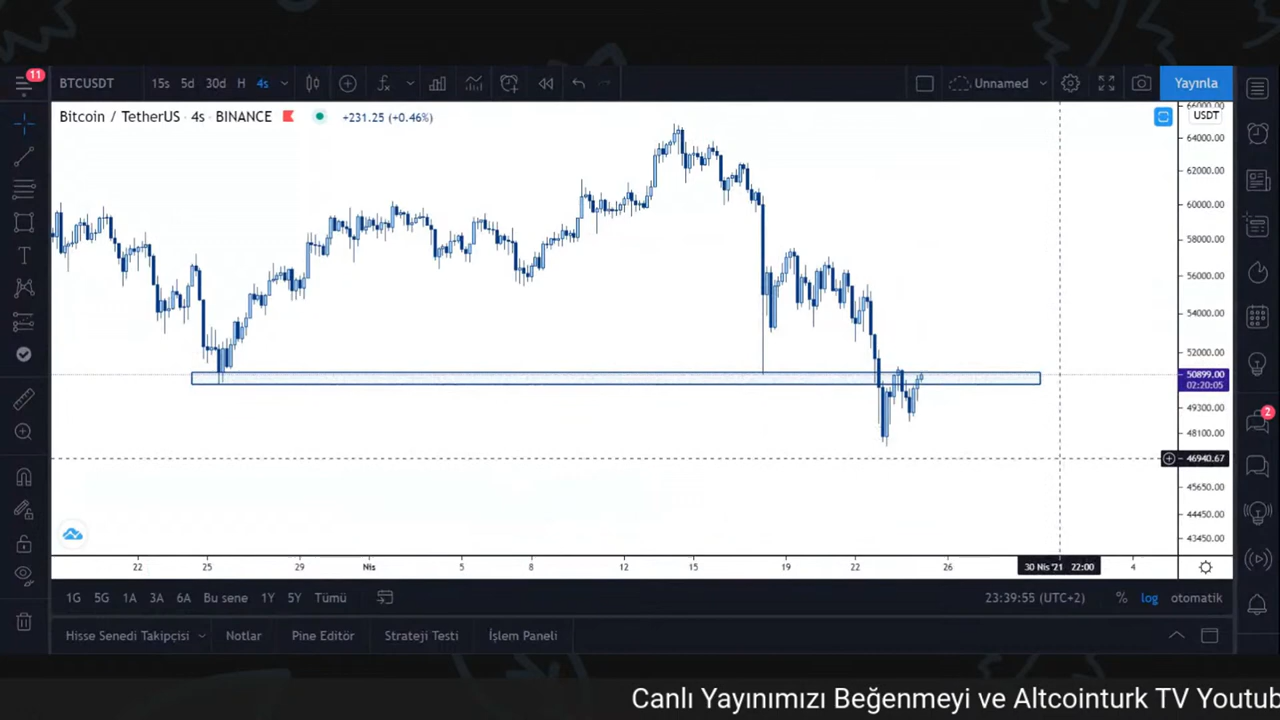 11
BTCUSDT 15s 5d 30d H 4s Unnamed Yayınla
Bitcoin / TetherUS · 4s · BINANCE +231.25 (+0.46%)
66000.00
USDT
64000.00
62000.00
60000.00
58000.00
56000.00
54000.00
52000.00
50899.00
02:20:05
49300.00
2
48100.00
46940.67
45650.00
44450.00
43450.00
22 25 29 Nis 5 8 12 15 19 22 26 30 Nis '21 22:00 4
1G 5G 1A 3A 6A Bu sene 1Y 5Y Tümü 23:39:55 (UTC+2) % log otomatik
Hisse Senedi Takipçisi Notlar Pine Editör Strateji Testi İşlem Paneli
Canlı Yayınımızı Beğenmeyi ve Altcointurk TV Youtub